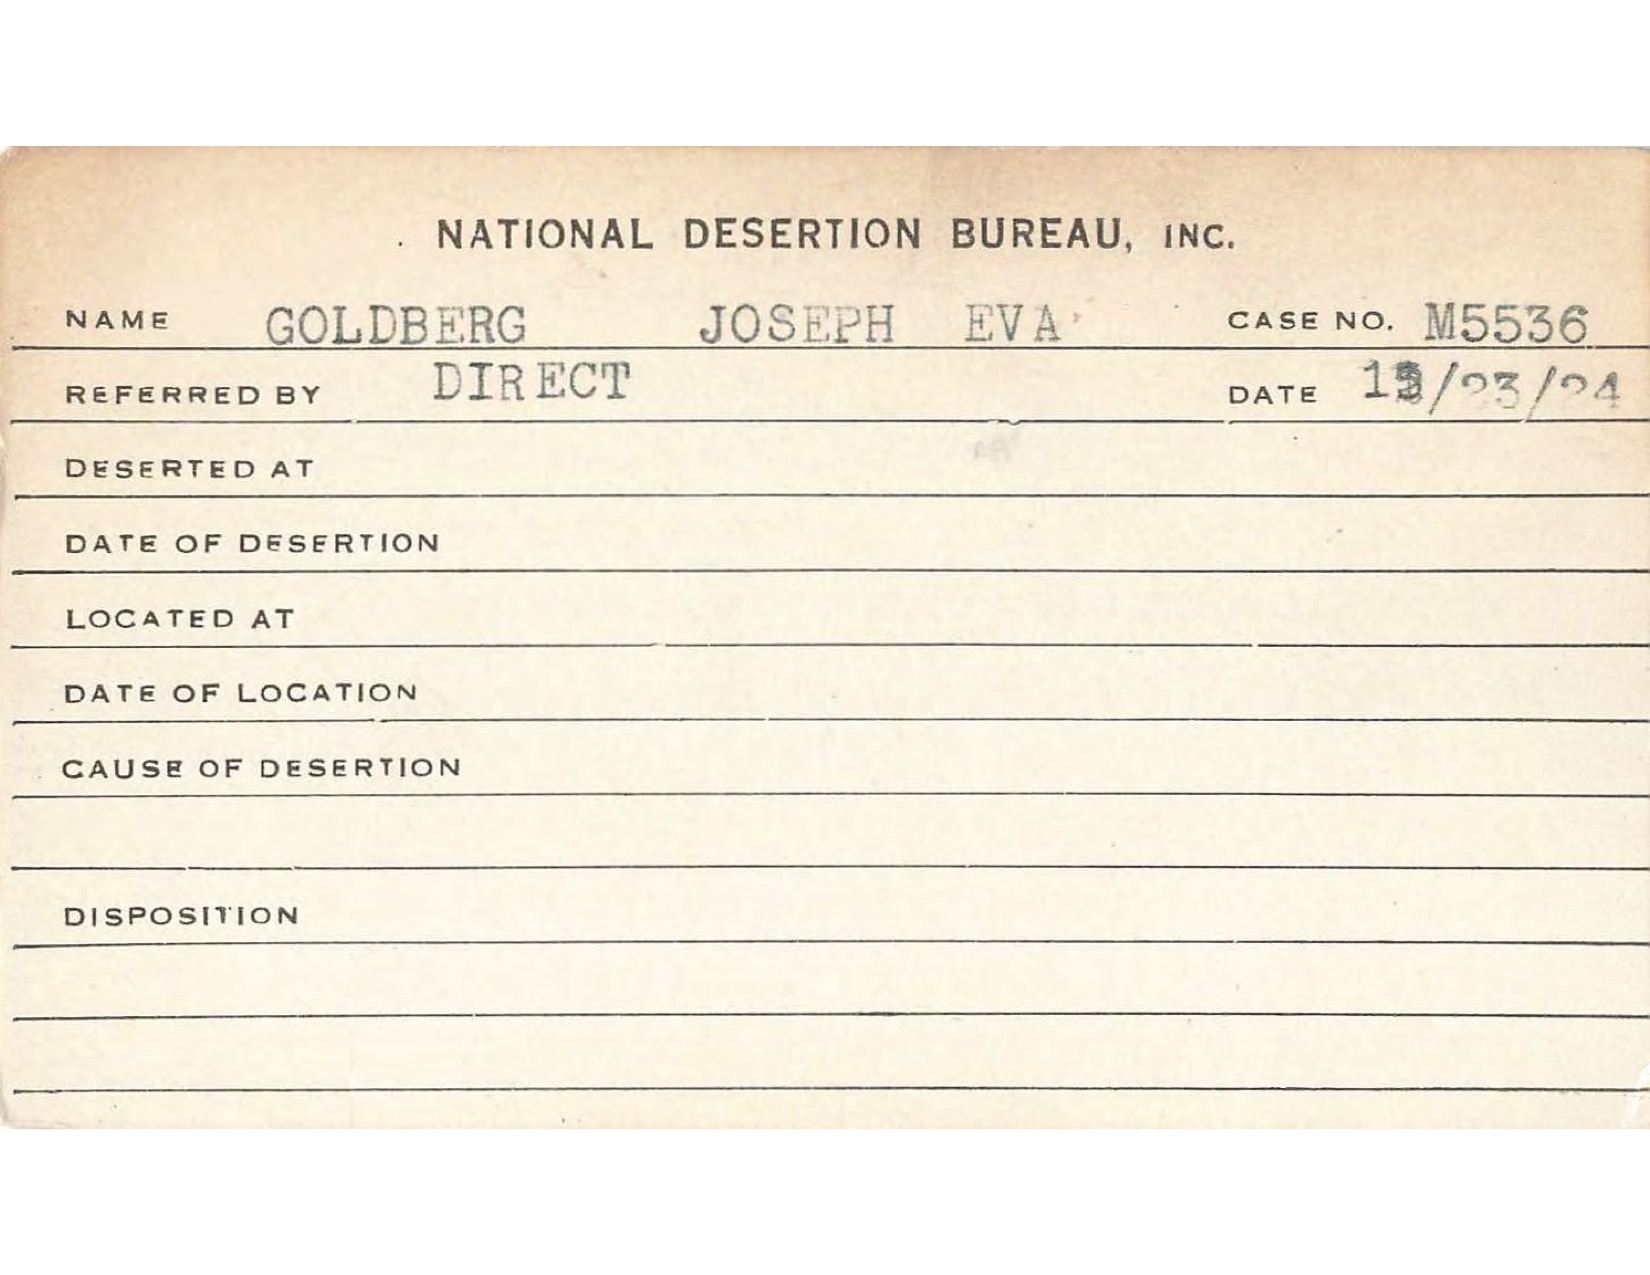 NATIONAL DESERTION BUREAU, INC.
NAME GOLDBERG JOSEPH EVA CASE NO. M5536
REFERRED BY DIRECT DATE
DESERTED AT
DATE OF DESERTION
LOCATED AT
DATE OF LOCATION
CAUSE OF DESERTION
DISPOSITION